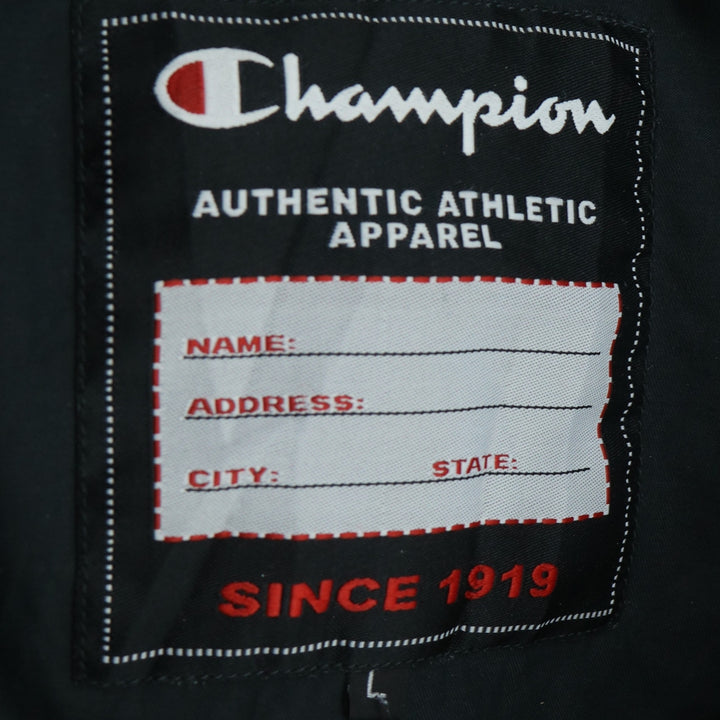 Champion
AUTHENTIC ATHLETIC
APPAREL
NAME:
ADDRESS:
CITY: STATE:
SINCE 1919
L